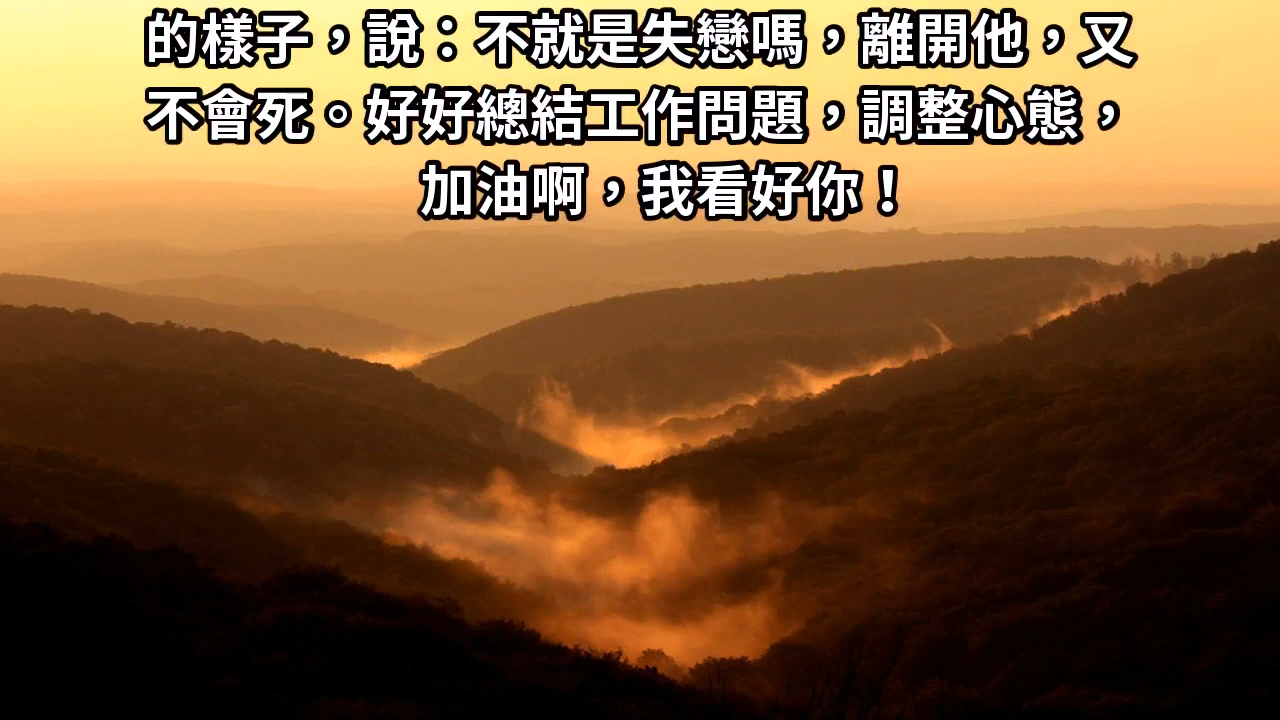 的樣子，說：不就是失戀嗎，離開他，又
不會死。好好總結工作問題，調整心態，
加油啊，我看好你！